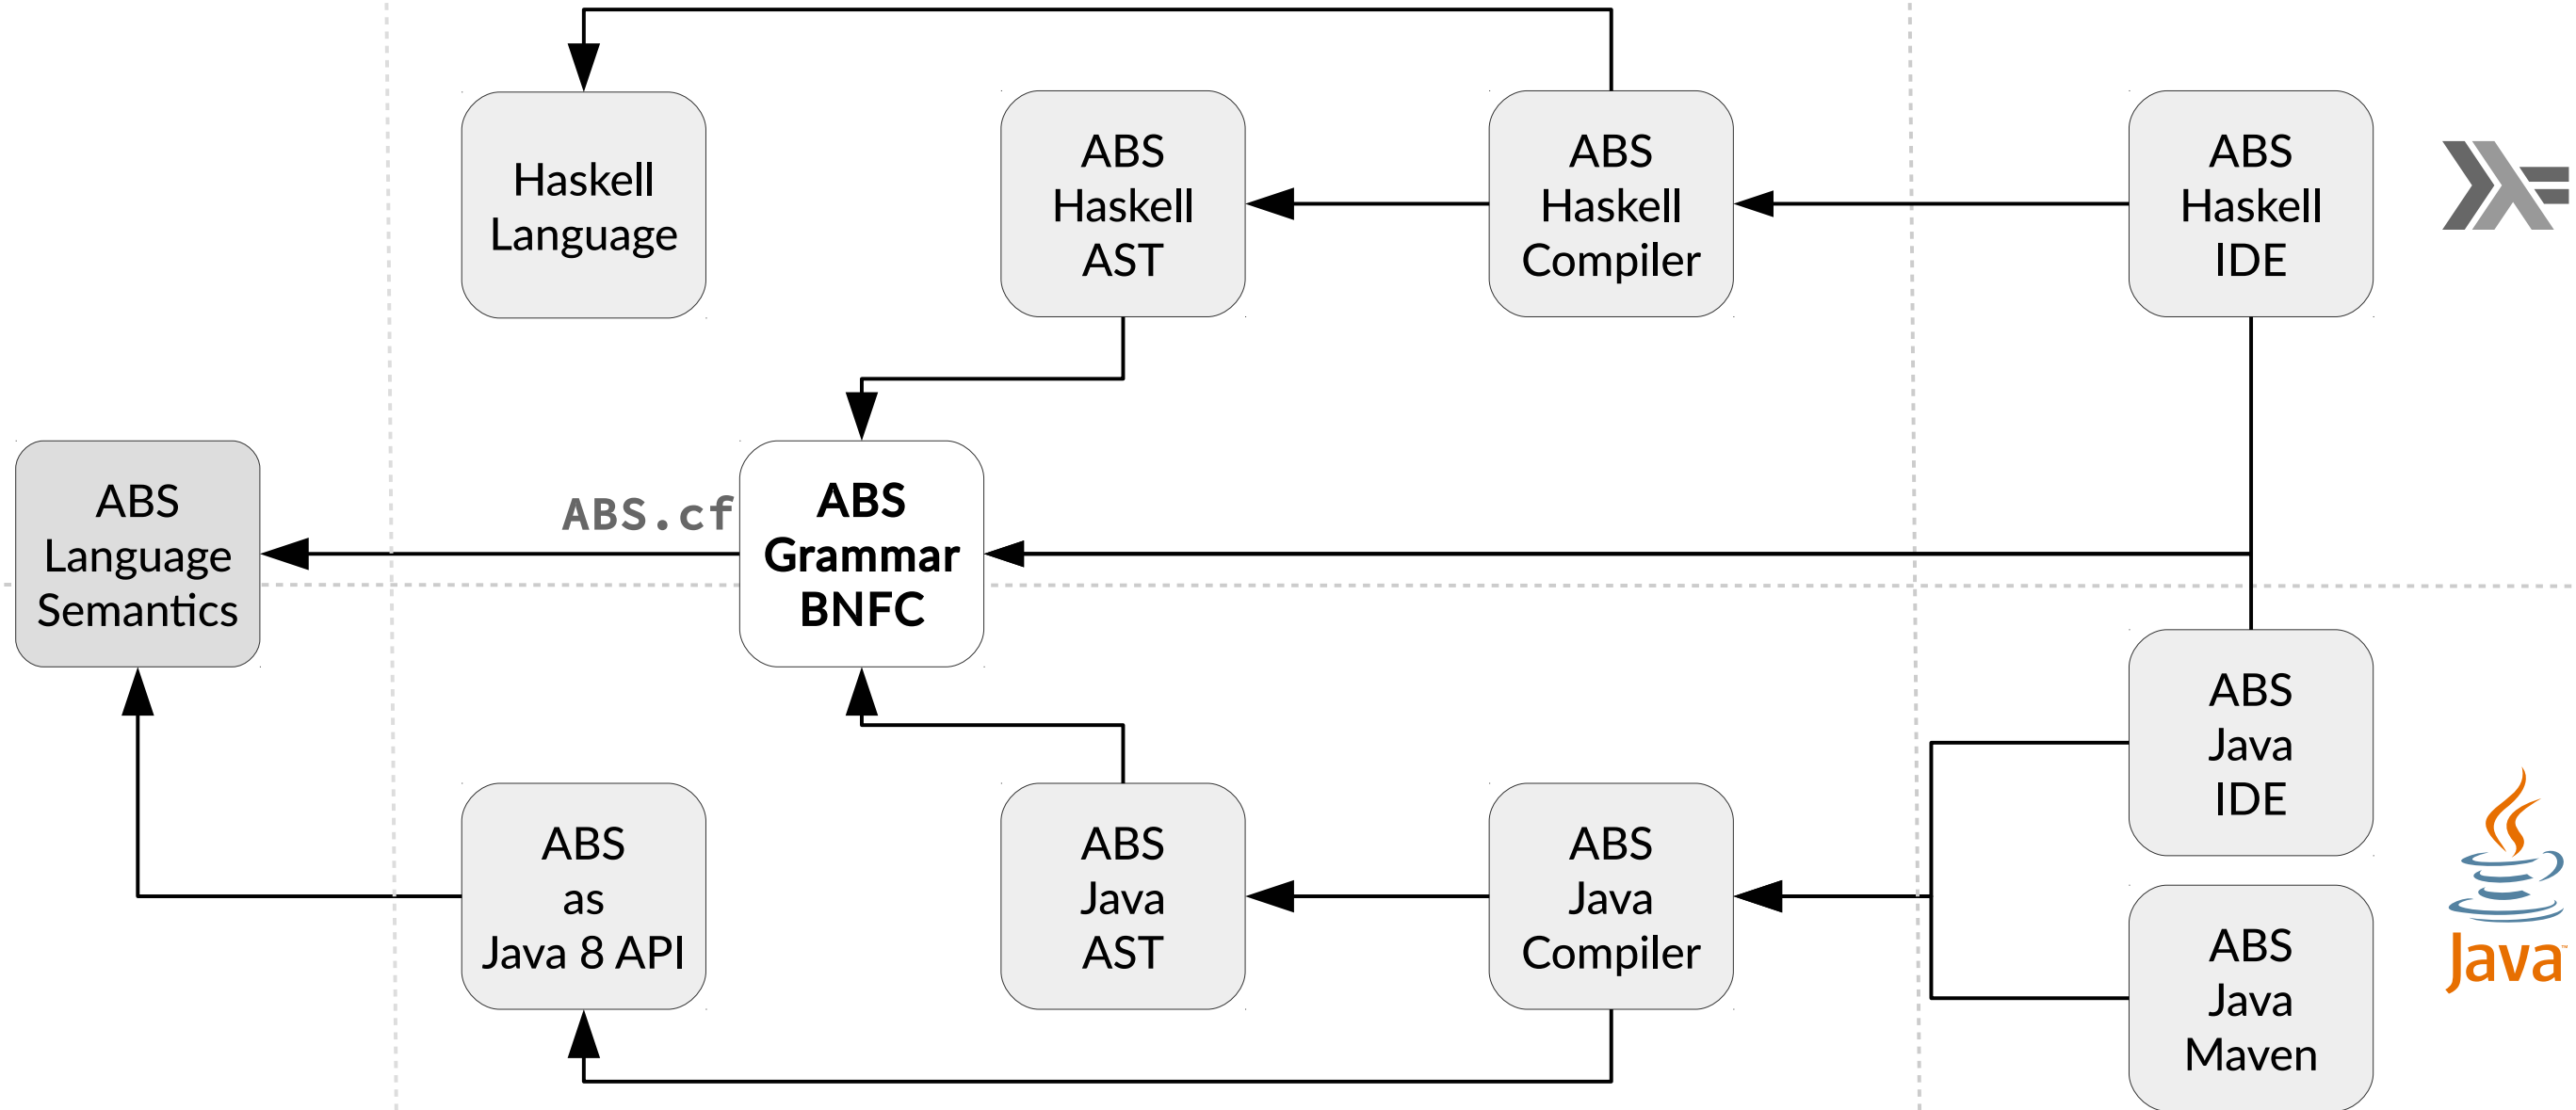 Haskell
Language
ABS
Haskell
AST
ABS
Haskell
Compiler
ABS
Haskell
IDE
ABS
Language
Semantics
ABS.cf
ABS
Grammar
BNFC
ABS
as
Java 8 API
ABS
Java
AST
ABS
Java
Compiler
ABS
Java
IDE
ABS
Java
Maven
Java™